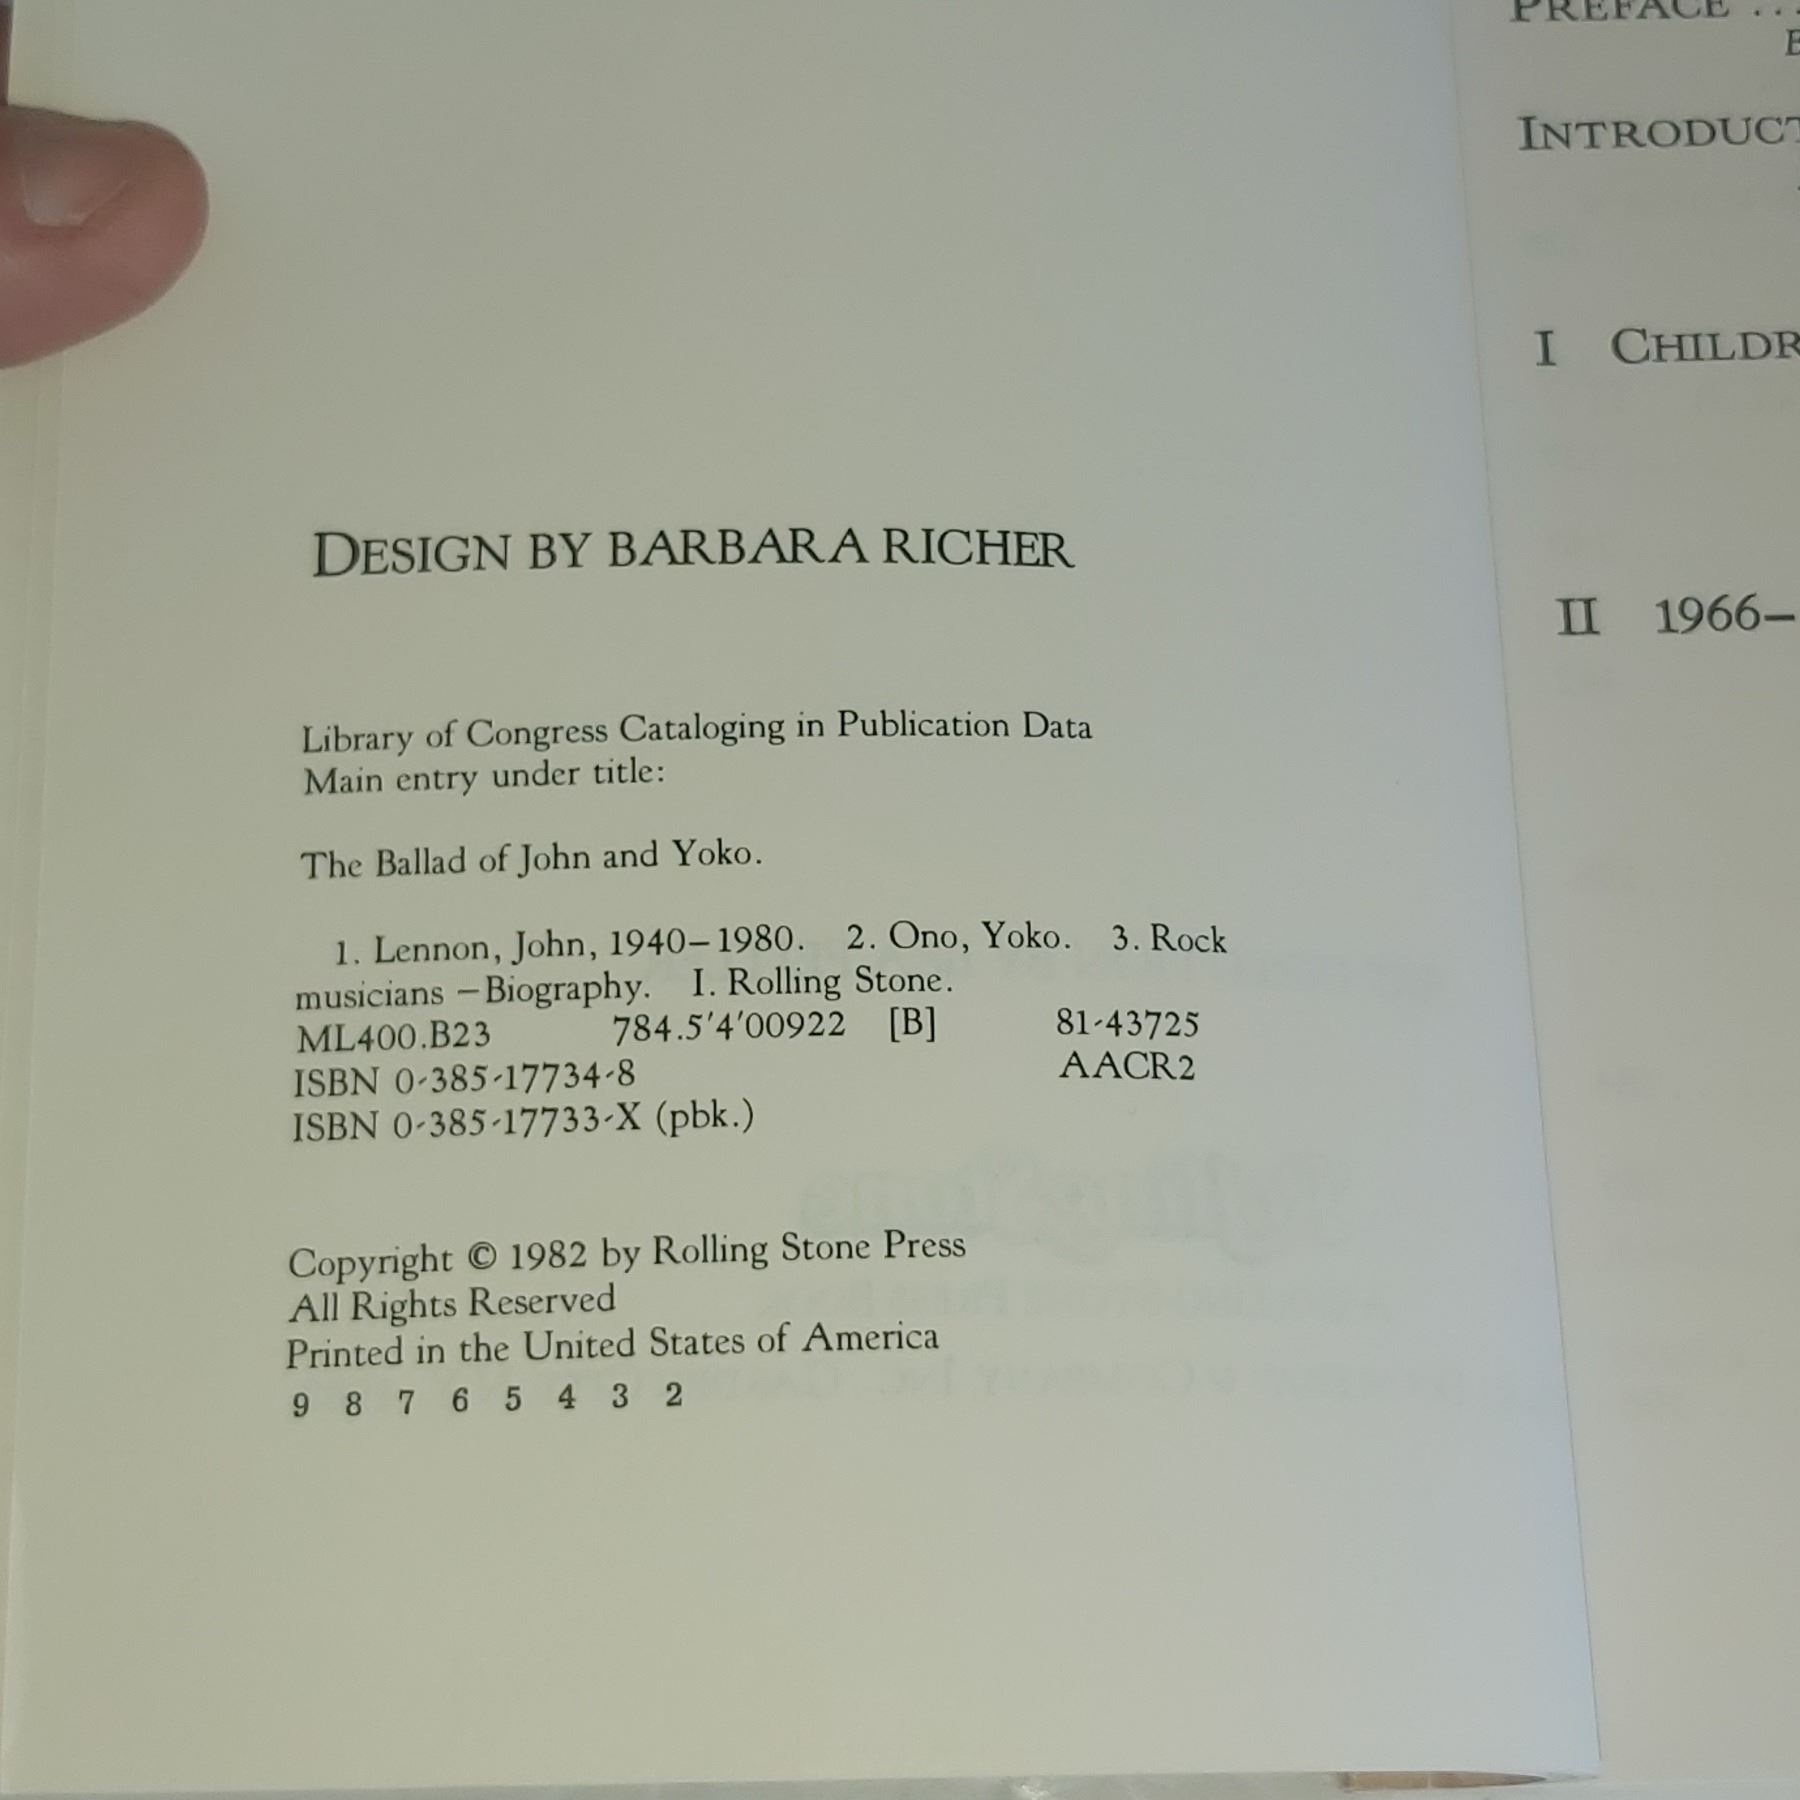 DESIGN BY BARBARA RICHER
Library of Congress Cataloging in Publication Data
Main entry under title:
The Ballad of John and Yoko.
1. Lennon, John, 1940–1980. 2. Ono, Yoko. 3. Rock
musicians – Biography. I. Rolling Stone.
ML400.B23 784.5'4'00922 [B] 81-43725
ISBN 0-385-17734-8 AACR2
ISBN 0-385-17733-X (pbk.)
Copyright © 1982 by Rolling Stone Press
All Rights Reserved
Printed in the United States of America
9 8 7 6 5 4 3 2
PREFACE ...
INTRODUCT
I CHILDR
II 1966–